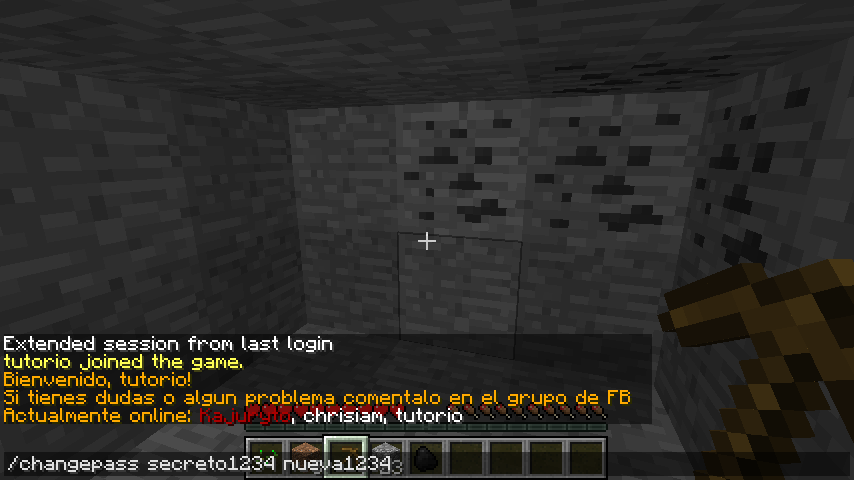 Extended session from last login
tutorio joined the game.
Bienvenido, tutorio!
Si tienes dudas o algun problema comentalo en el grupo de FB
Actualmente online: Kajunyto, chrisiam, tutorio
/changepass secreto1234 nueva1234